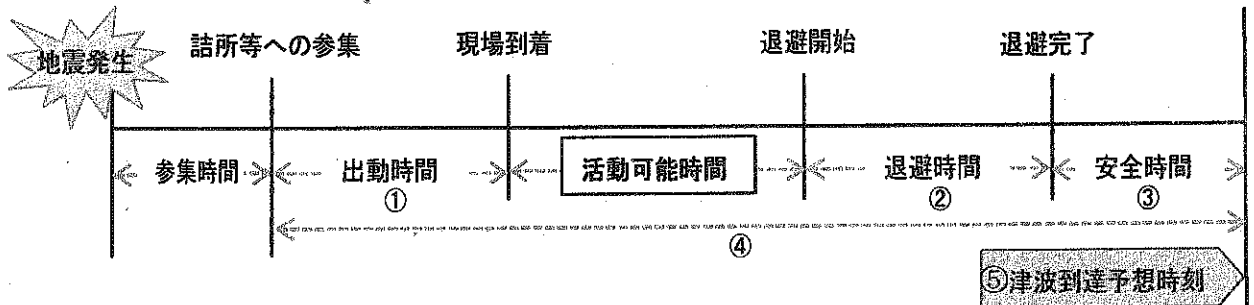 地震発生
詰所等への参集
現場到着
退避開始
退避完了
参集時間
出動時間
①
活動可能時間
退避時間
②
安全時間
③
④
⑤津波到達予想時刻